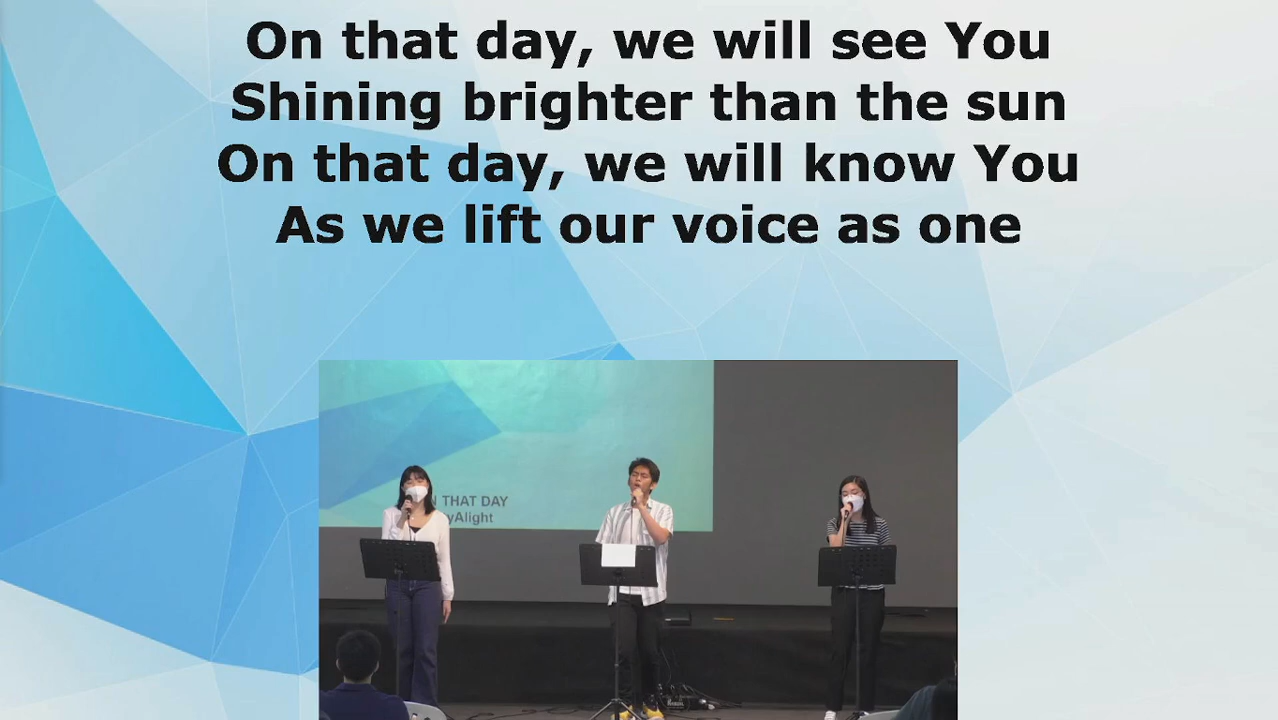 On that day, we will see You
Shining brighter than the sun
On that day, we will know You
As we lift our voice as one
THAT DAY
Alight